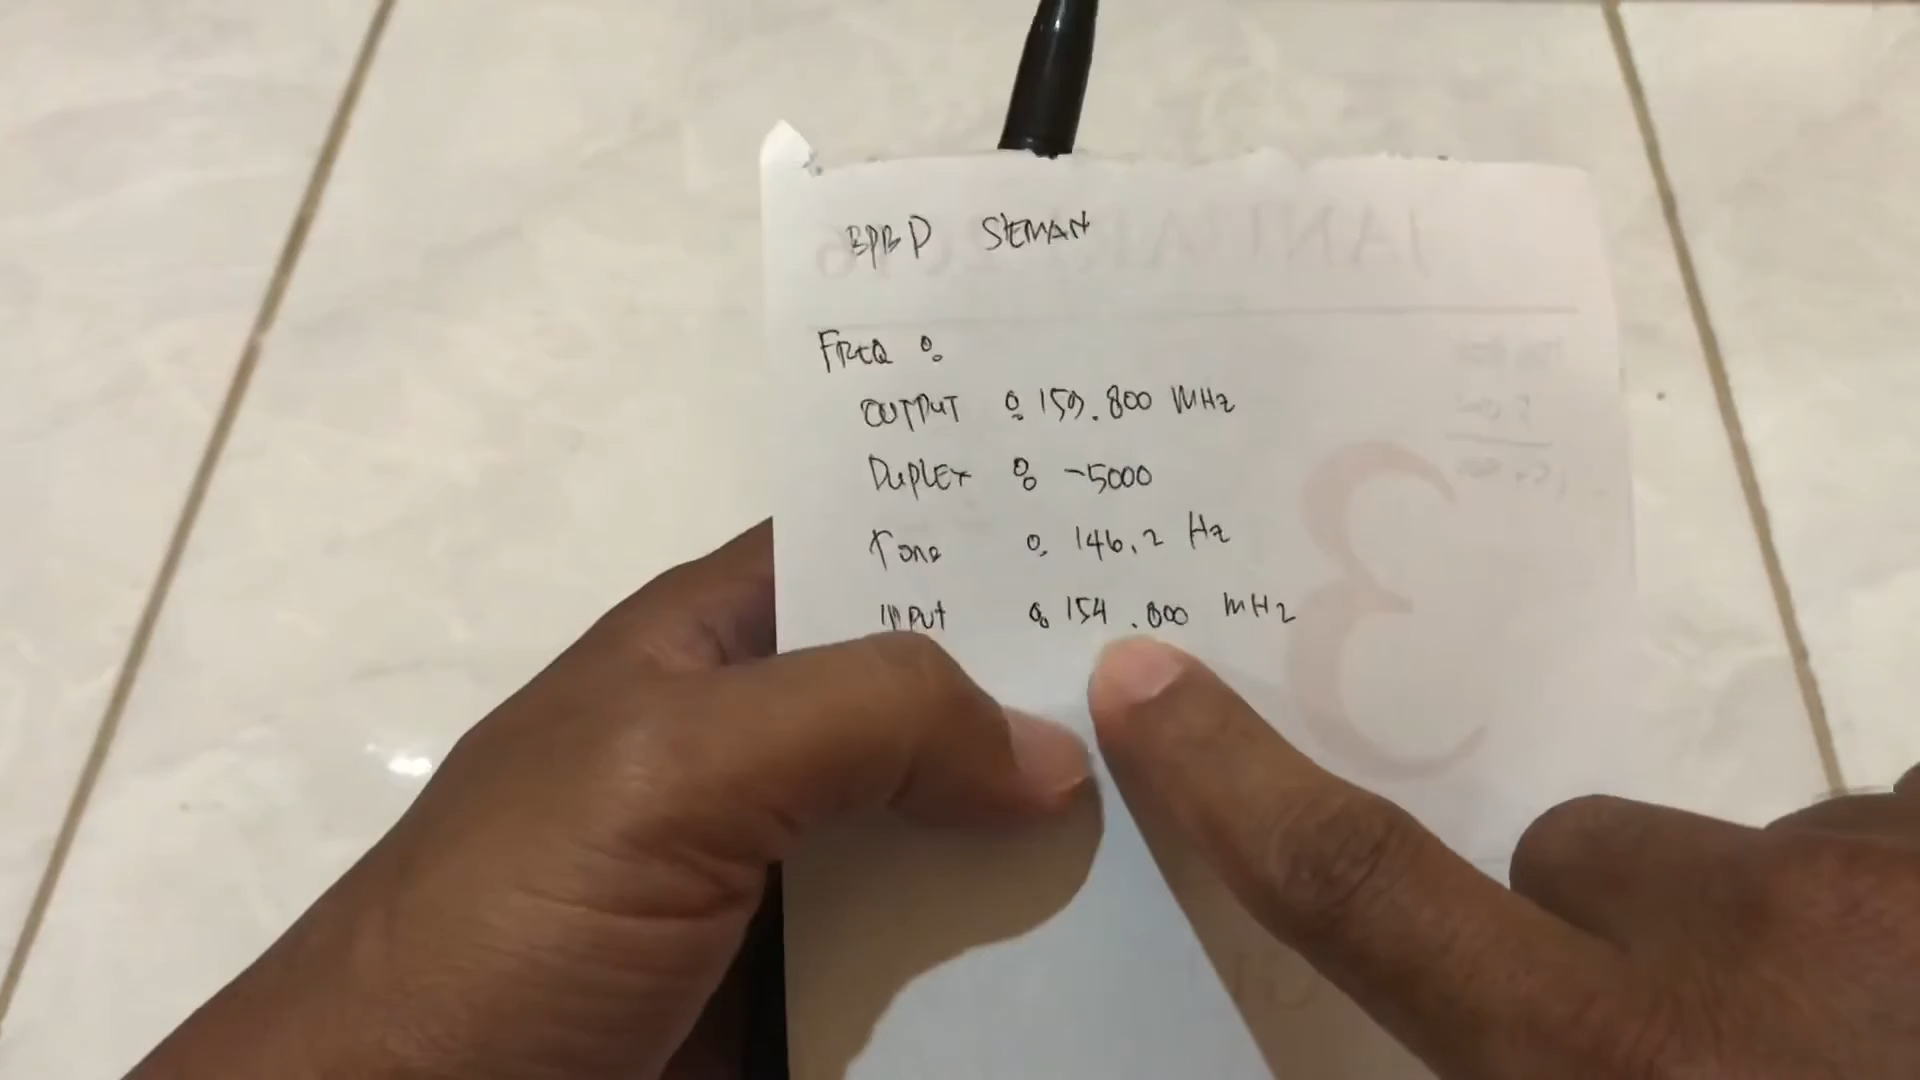 BPBD SLEMAN
FREQ :
OUTPUT : 159.800 MHz
DUPLEX : -5000
Tone : 146.2 Hz
INPUT : 154.800 MHz